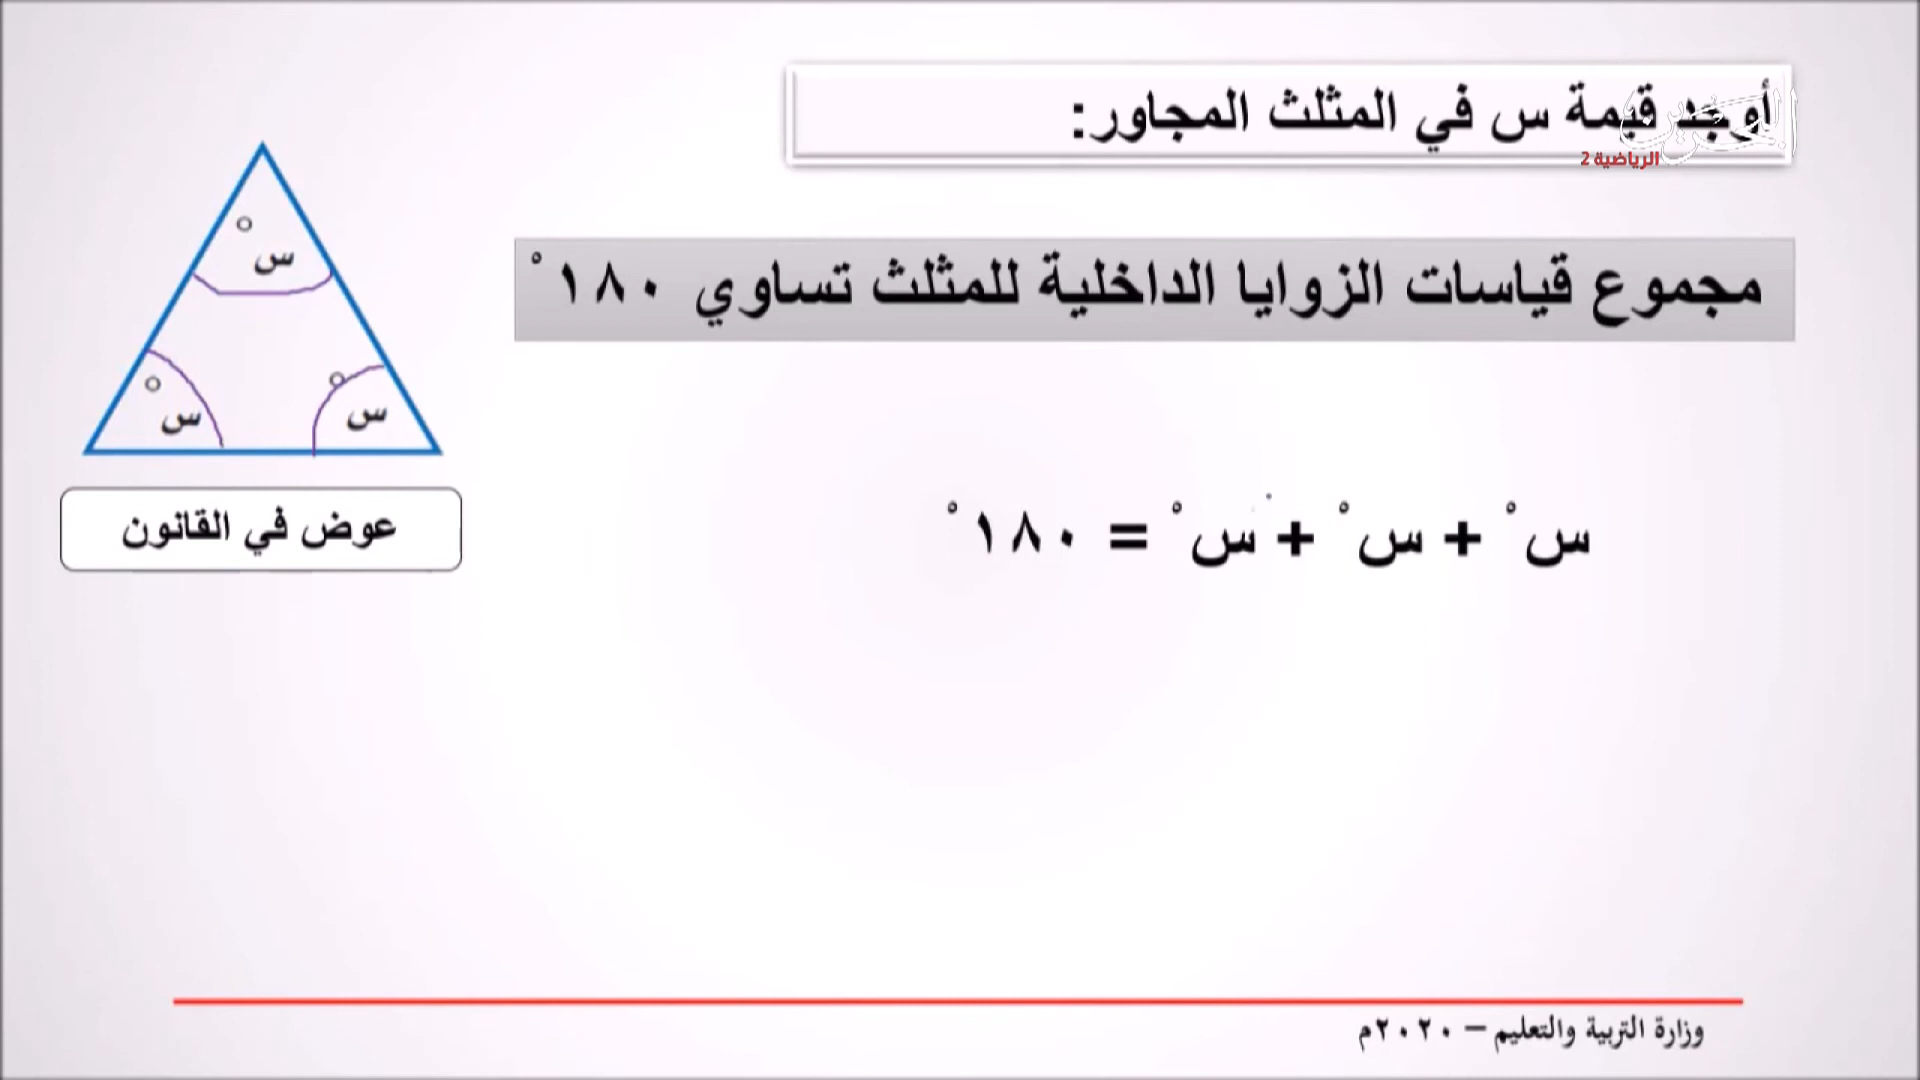 أوجد قيمة س في المثلث المجاور:
البحرين
الرياضية 2
مجموع قياسات الزوايا الداخلية للمثلث تساوي ١٨٠°
س°
س°
س°
عوض في القانون
س° + س° + س° = ١٨٠°
وزارة التربية والتعليم – ٢٠٢٠م